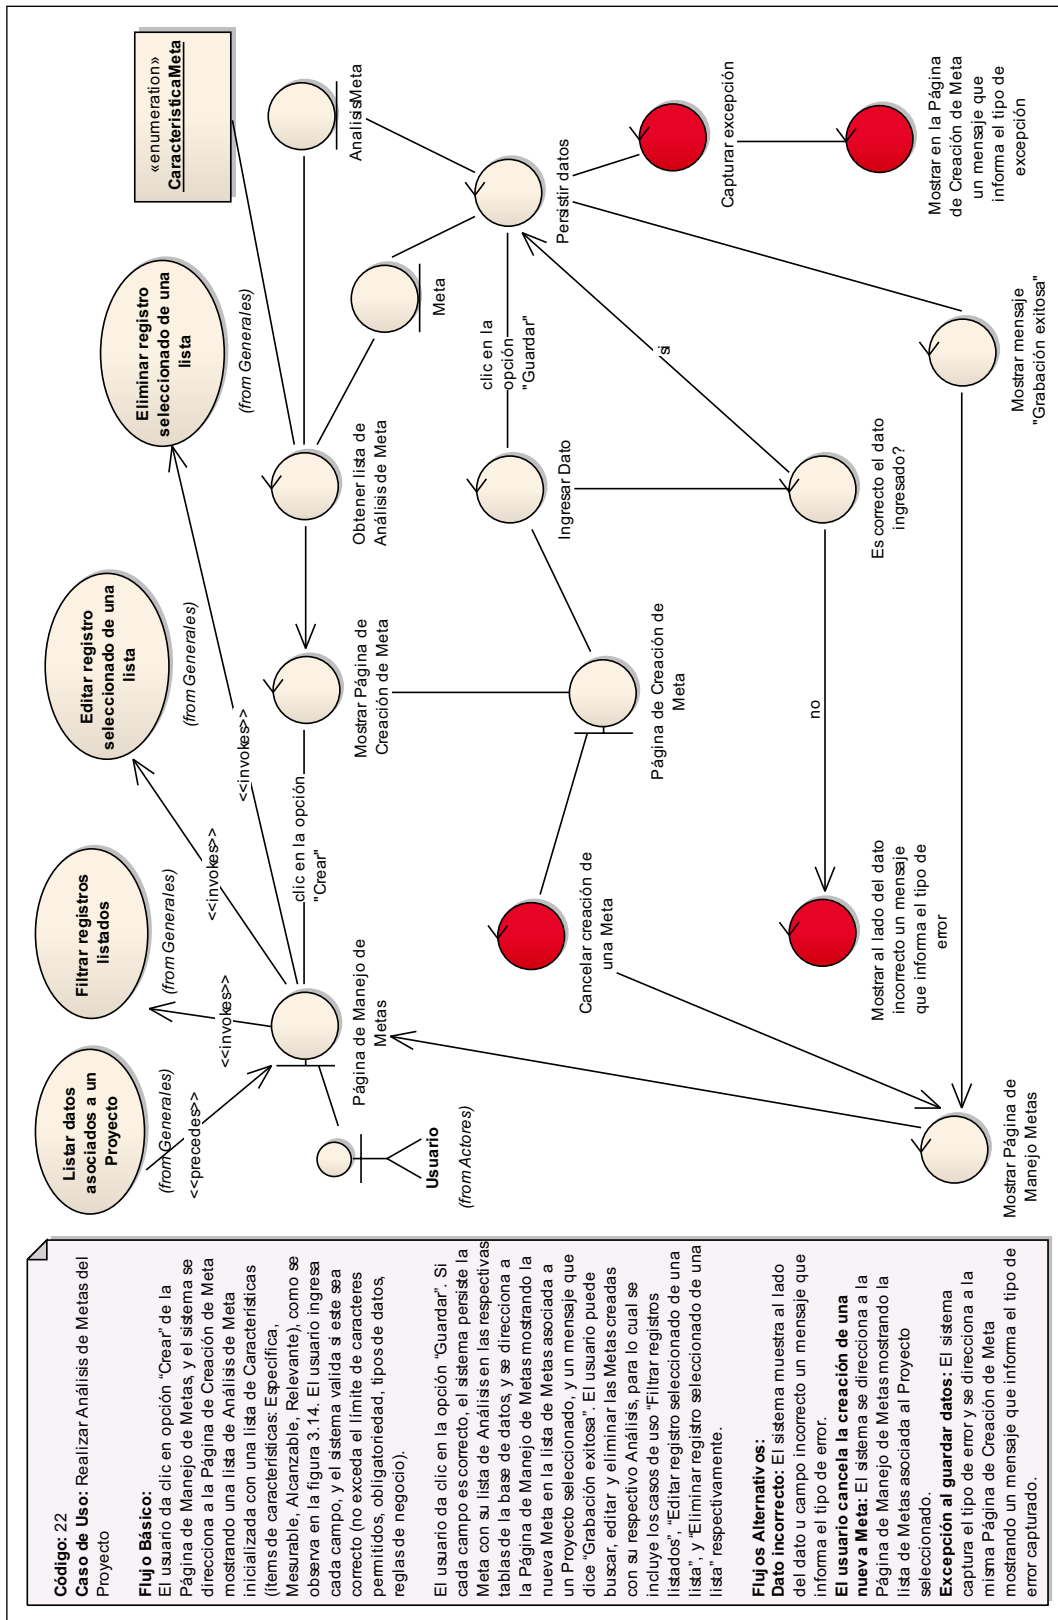 Código: 22
Caso de Uso: Realizar Análisis de Metas del
Proyecto
Flujo Básico:
El usuario da clic en opción “Crear” de la
Página de Manejo de Metas, y el sistema se
direcciona a la Página de Creación de Meta
mostrando una lista de Análisis de Meta
inicializada con una lista de Características
(items de características: Específica,
Mesurable, Alcanzable, Relevante), como se
observa en la figura 3.14. El usuario ingresa
cada campo, y el sistema valida si este sea
correcto (no exceda el límite de caracteres
permitidos, obligatoriedad, tipos de datos,
reglas de negocio).
El usuario da clic en la opción “Guardar”. Si
cada campo es correcto, el sistema persiste la
Meta con su lista de Análisis en las respectivas
tablas de la base de datos, y se direcciona a
la Página de Manejo de Metas mostrando la
nueva Meta en la lista de Metas asociada a
un Proyecto seleccionado, y un mensaje que
dice “Grabación exitosa”. El usuario puede
buscar, editar y eliminar las Metas creadas
con su respectivo Análisis, para lo cual se
incluye los casos de uso “Filtrar registros
listados”, “Editar registro seleccionado de una
lista”, y “Eliminar registro seleccionado de una
lista” respectivamente.
Flujos Alternativos:
Dato incorrecto: El sistema muestra al lado
del dato u campo incorrecto un mensaje que
informa el tipo de error.
El usuario cancela la creación de una
nueva Meta: El sistema se direcciona a la
Página de Manejo de Metas mostrando la
lista de Metas asociada al Proyecto
seleccionado.
Excepción al guardar datos: El sistema
captura el tipo de error y se direcciona a la
misma Página de Creación de Meta
mostrando un mensaje que informa el tipo de
error capturado.
Listar datos
asociados a un
Proyecto
(from Generales)
<<precedes>>
Filtrar registros
listados
(from Generales)
<<invokes>>
Editar registro
seleccionado de una
lista
(from Generales)
<<invokes>>
Eliminar registro
seleccionado de una
lista
(from Generales)
<<invokes>>
«enumeration»
CaracteristicaMeta
Usuario
(from Actores)
Página de Manejo de
Metas
clic en la opción
"Crear"
Mostrar Página de
Creación de Meta
Obtener lista de
Análisis de Meta
AnalisisMeta
Meta
Cancelar creación de
una Meta
Página de Creación de
Meta
Ingresar Dato
clic en la
opción
"Guardar"
Persistir datos
Capturar excepción
Mostrar en la Página
de Creación de Meta
un mensaje que
informa el tipo de
excepción
si
Es correcto el dato
ingresado?
no
Mostrar al lado del dato
incorrecto un mensaje
que informa el tipo de
error
Mostrar mensaje
"Grabación exitosa"
Mostrar Página de
Manejo Metas